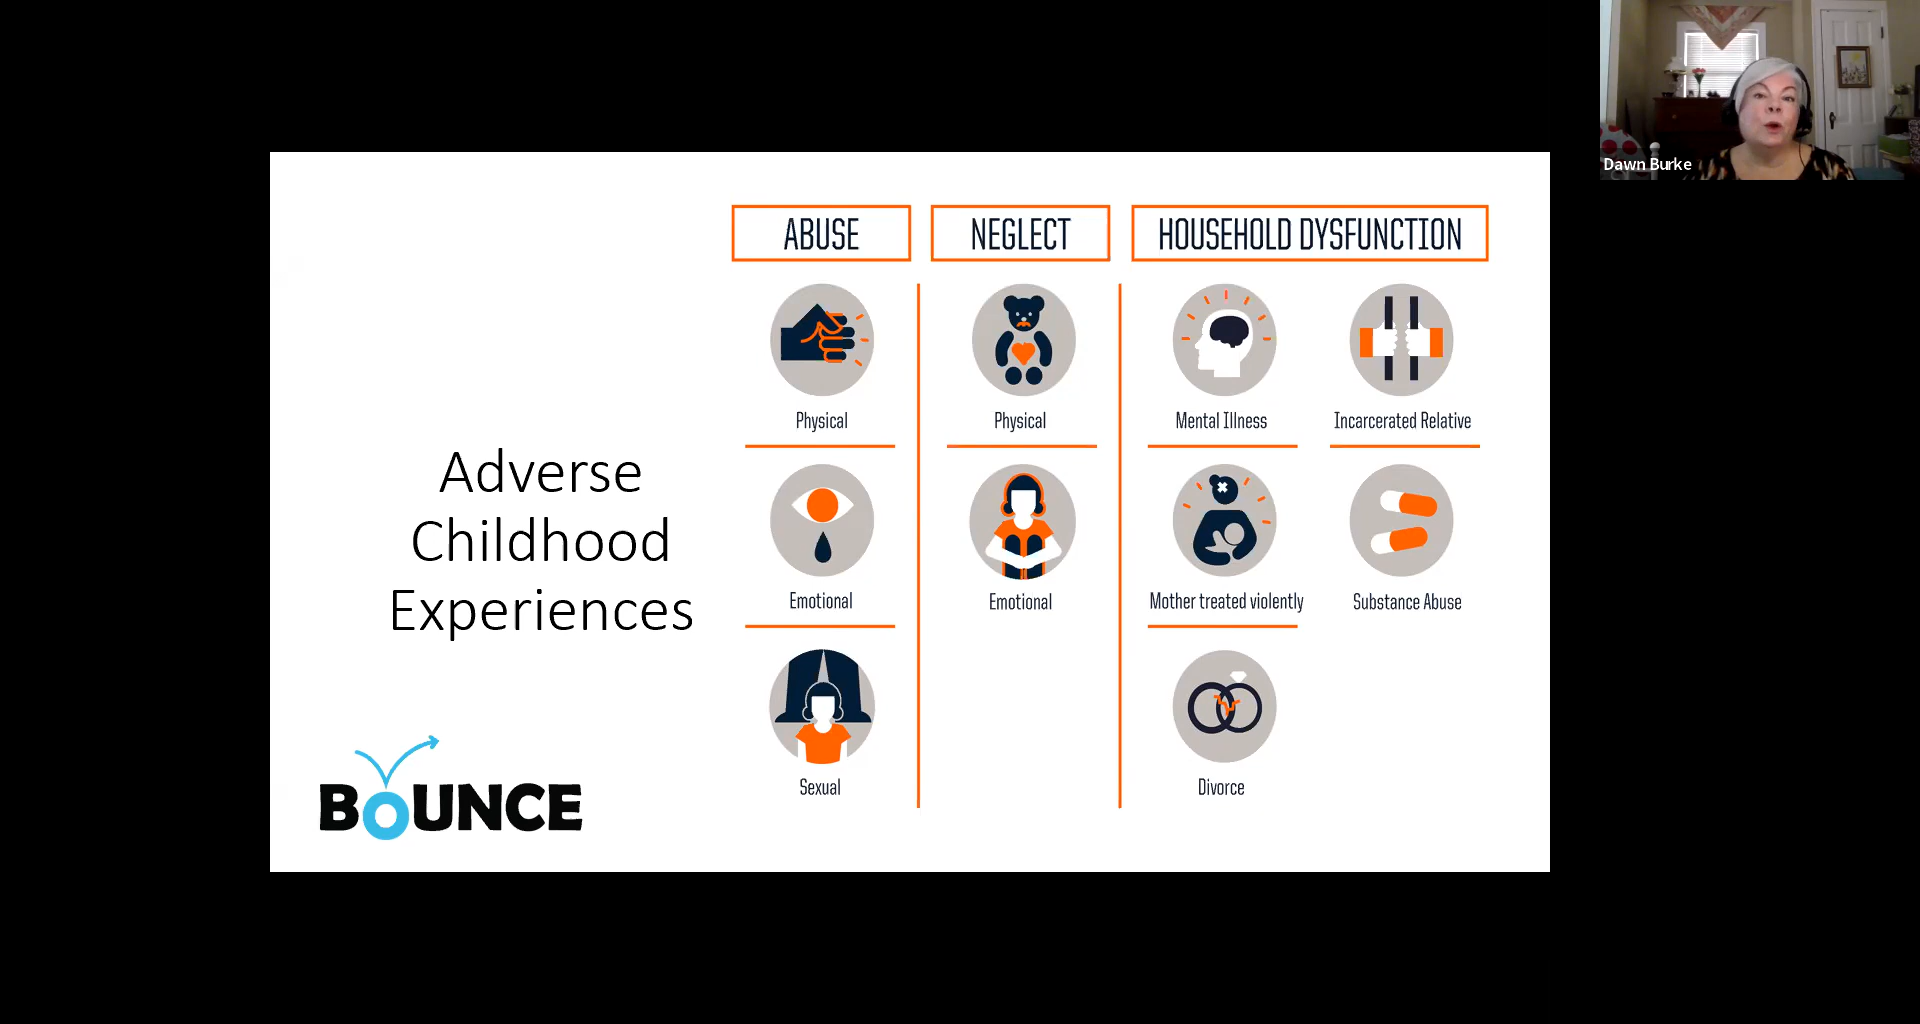 Dawn Burke
Adverse
Childhood
Experiences
BOUNCE
ABUSE
Physical
Emotional
Sexual
NEGLECT
Physical
Emotional
HOUSEHOLD DYSFUNCTION
Mental Illness
Incarcerated Relative
Mother treated violently
Substance Abuse
Divorce